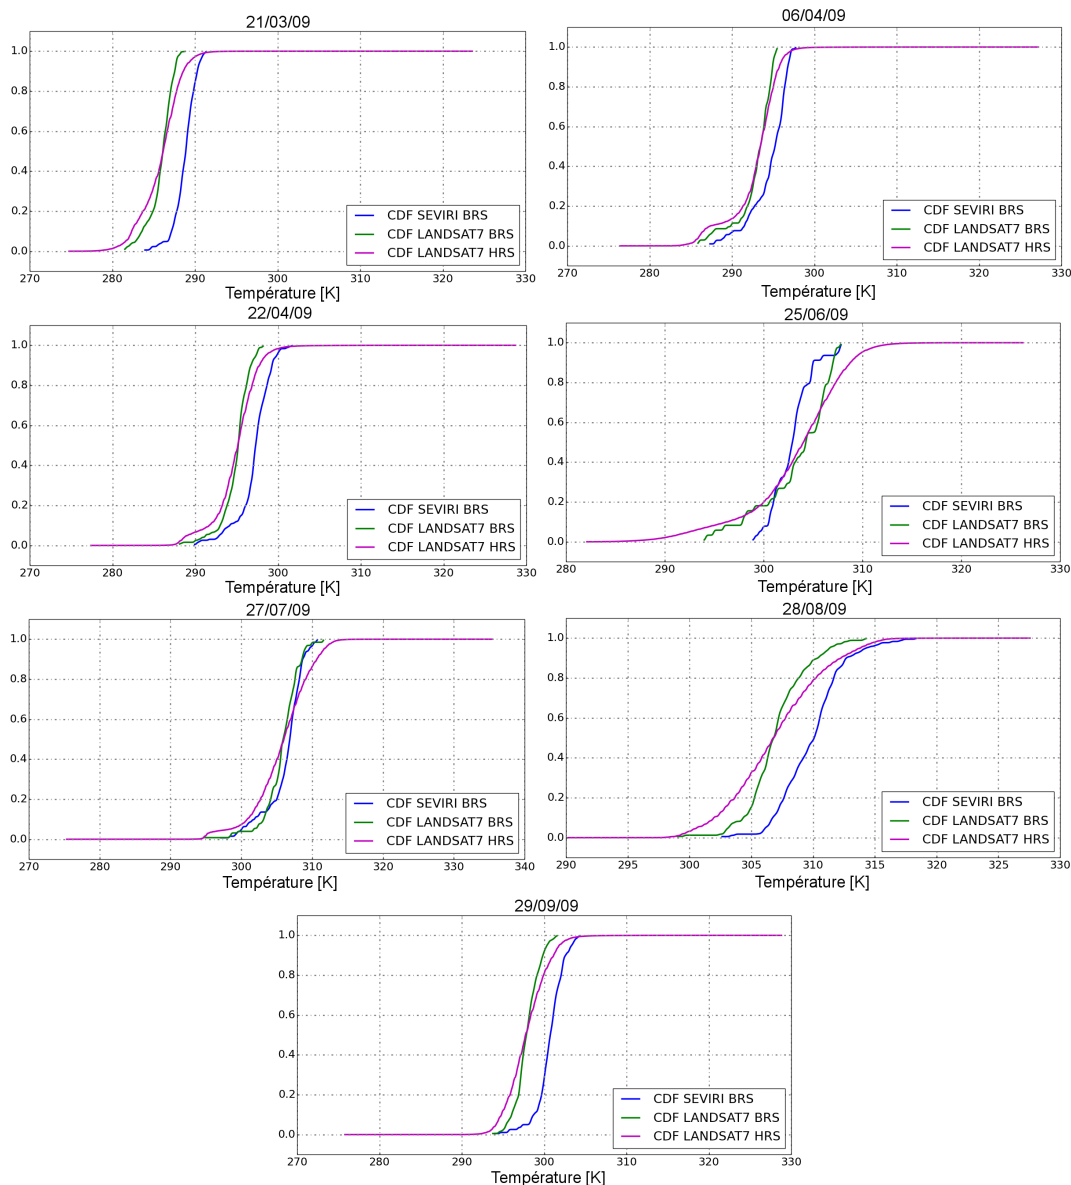 21/03/09
1.0
0.8
0.6
0.4
0.2
0.0
CDF SEVIRI BRS
CDF LANDSAT7 BRS
CDF LANDSAT7 HRS
270 280 290 300 310 320 330
Température [K]
06/04/09
1.0
0.8
0.6
0.4
0.2
0.0
CDF SEVIRI BRS
CDF LANDSAT7 BRS
CDF LANDSAT7 HRS
270 280 290 300 310 320 330
Température [K]
22/04/09
1.0
0.8
0.6
0.4
0.2
0.0
CDF SEVIRI BRS
CDF LANDSAT7 BRS
CDF LANDSAT7 HRS
270 280 290 300 310 320 330
Température [K]
25/06/09
1.0
0.8
0.6
0.4
0.2
0.0
CDF SEVIRI BRS
CDF LANDSAT7 BRS
CDF LANDSAT7 HRS
280 290 300 310 320 330
Température [K]
27/07/09
1.0
0.8
0.6
0.4
0.2
0.0
CDF SEVIRI BRS
CDF LANDSAT7 BRS
CDF LANDSAT7 HRS
270 280 290 300 310 320 330 340
Température [K]
28/08/09
1.0
0.8
0.6
0.4
0.2
0.0
CDF SEVIRI BRS
CDF LANDSAT7 BRS
CDF LANDSAT7 HRS
290 295 300 305 310 315 320 325 330
Température [K]
29/09/09
1.0
0.8
0.6
0.4
0.2
0.0
CDF SEVIRI BRS
CDF LANDSAT7 BRS
CDF LANDSAT7 HRS
270 280 290 300 310 320 330
Température [K]